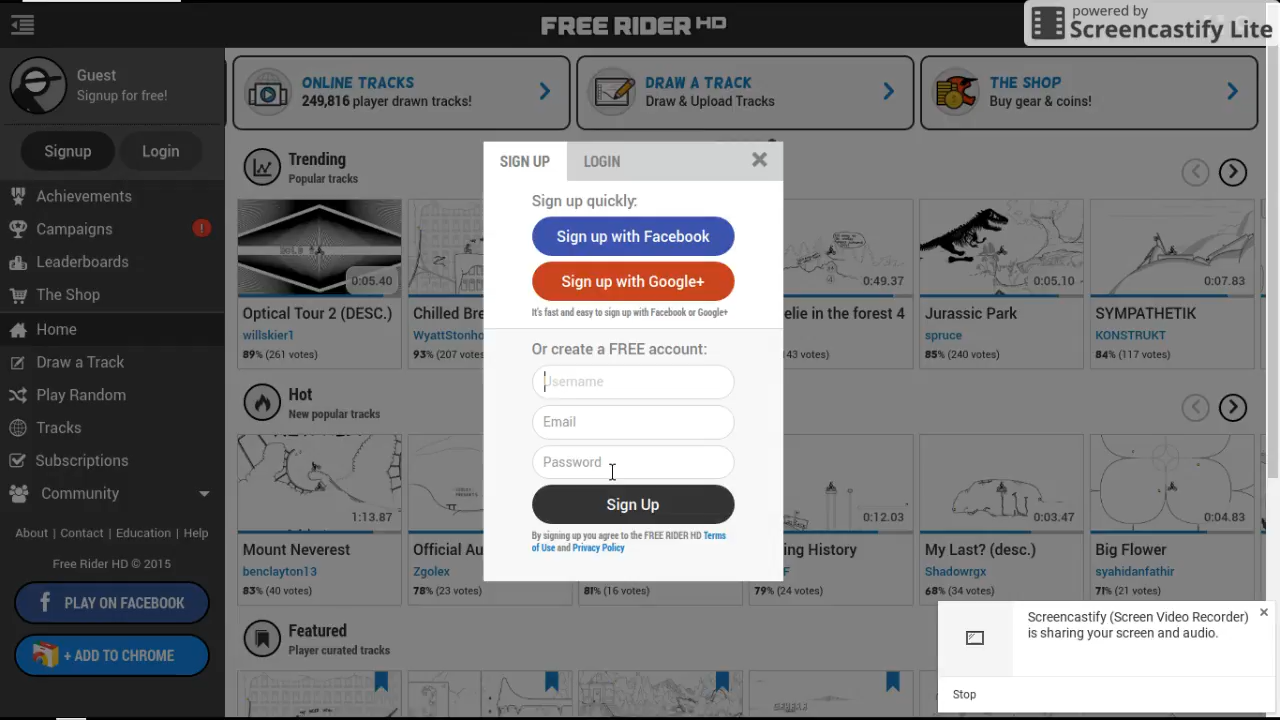 FREE RIDER HD
powered by
Screencastify Lite
Guest
Signup for free!
Signup
Login
Achievements
Campaigns
!
Leaderboards
The Shop
Home
Draw a Track
Play Random
Tracks
Subscriptions
Community
About | Contact | Education | Help
Free Rider HD © 2015
PLAY ON FACEBOOK
+ ADD TO CHROME
ONLINE TRACKS
249,816 player drawn tracks!
DRAW A TRACK
Draw & Upload Tracks
THE SHOP
Buy gear & coins!
Trending
Popular tracks
0:05.40
0:49.37
0:05.10
0:07.83
Optical Tour 2 (DESC.)
Chilled Bre
elie in the forest 4
Jurassic Park
SYMPATHETIK
willskier1
WyattStonho
spruce
KONSTRUKT
89% (261 votes)
93% (207 votes
43 votes)
85% (240 votes)
84% (117 votes)
Hot
New popular tracks
1:13.87
0:12.03
0:03.47
0:04.83
Mount Neverest
Official Au
ing History
My Last? (desc.)
Big Flower
benclayton13
Zgolex
F
Shadowrgx
syahidanfathir
83% (40 votes)
78% (23 votes)
81% (16 votes)
79% (24 votes)
68% (34 votes)
71% (21 votes)
Featured
Player curated tracks
SIGN UP
LOGIN
Sign up quickly:
Sign up with Facebook
Sign up with Google+
It's fast and easy to sign up with Facebook or Google+
Or create a FREE account:
Username
Email
Password
Sign Up
By signing up you agree to the FREE RIDER HD Terms
of Use and Privacy Policy
Screencastify (Screen Video Recorder)
is sharing your screen and audio.
Stop